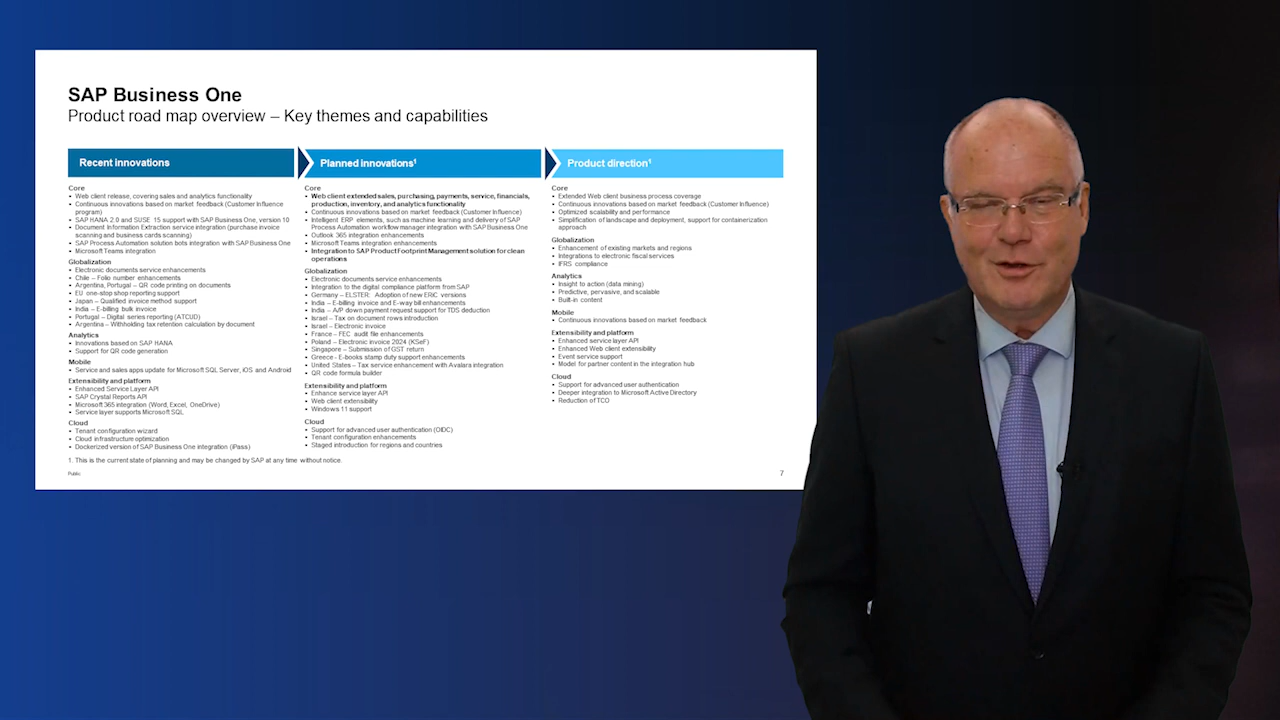 SAP Business One
Product road map overview – Key themes and capabilities
Recent innovations
Core
• Web client release, covering sales and analytics functionality
• Continuous innovations based on market feedback (Customer Influence
program)
• SAP HANA 2.0 and SUSE 15 support with SAP Business One, version 10
• Document Information Extraction service integration (purchase invoice
scanning and business cards scanning)
• SAP Process Automation solution bots integration with SAP Business One
• Microsoft Teams integration
Globalization
• Electronic documents service enhancements
• Chile – Folio number enhancements
• Argentina, Portugal – QR code printing on documents
• EU one-stop shop reporting support
• Japan – Qualified invoice method support
• India – E-billing bulk invoice
• Portugal – Digital series reporting (ATCUD)
• Argentina – Withholding tax retention calculation by document
Analytics
• Innovations based on SAP HANA
• Support for QR code generation
Mobile
• Service and sales apps update for Microsoft SQL Server, iOS and Android
Extensibility and platform
• Enhanced Service Layer API
• SAP Crystal Reports API
• Microsoft 365 integration (Word, Excel, OneDrive)
• Service layer supports Microsoft SQL
Cloud
• Tenant configuration wizard
• Cloud infrastructure optimization
• Dockerized version of SAP Business One integration (iPass)
Planned innovations¹
Core
• Web client extended sales, purchasing, payments, service, financials,
production, inventory, and analytics functionality
• Continuous innovations based on market feedback (Customer Influence)
• Intelligent ERP elements, such as machine learning and delivery of SAP
Process Automation workflow manager integration with SAP Business One
• Outlook 365 integration enhancements
• Microsoft Teams integration enhancements
• Integration to SAP Product Footprint Management solution for clean
operations
Globalization
• Electronic documents service enhancements
• Integration to the digital compliance platform from SAP
• Germany – ELSTER: Adoption of new ERiC versions
• India – E-billing invoice and E-way bill enhancements
• India – A/P down payment request support for TDS deduction
• Israel – Tax on document rows introduction
• Israel – Electronic invoice
• France – FEC audit file enhancements
• Poland – Electronic invoice 2024 (KSeF)
• Singapore – Submission of GST return
• Greece - E-books stamp duty support enhancements
• United States – Tax service enhancement with Avalara integration
• QR code formula builder
Extensibility and platform
• Enhance service layer API
• Web client extensibility
• Windows 11 support
Cloud
• Support for advanced user authentication (OIDC)
• Tenant configuration enhancements
• Staged introduction for regions and countries
Product direction¹
Core
• Extended Web client business process coverage
• Continuous innovations based on market feedback (Customer Influence)
• Optimized scalability and performance
• Simplification of landscape and deployment, support for containerization
approach
Globalization
• Enhancement of existing markets and regions
• Integrations to electronic fiscal services
• IFRS compliance
Analytics
• Insight to action (data mining)
• Predictive, pervasive, and scalable
• Built-in content
Mobile
• Continuous innovations based on market feedback
Extensibility and platform
• Enhanced service layer API
• Enhanced Web client extensibility
• Event service support
• Model for partner content in the integration hub
Cloud
• Support for advanced user authentication
• Deeper integration to Microsoft Active Directory
• Reduction of TCO
1. This is the current state of planning and may be changed by SAP at any time without notice.
Public
7